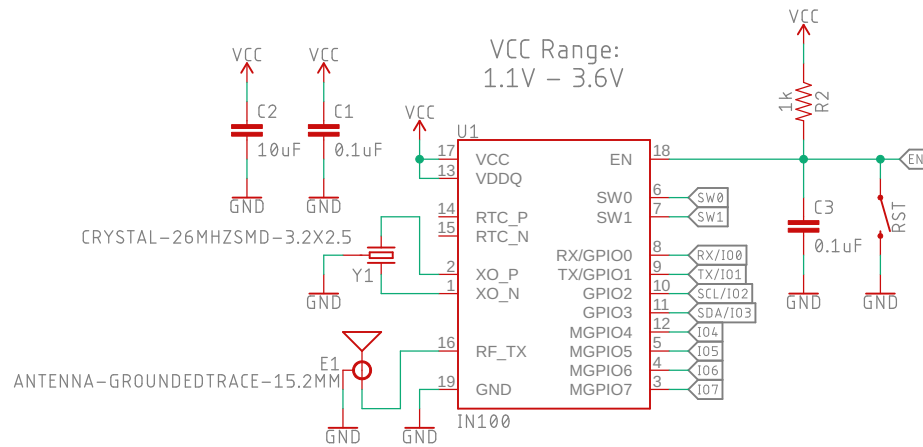 VCC Range:
1.1V - 3.6V
VCC
C2
10uF
GND
VCC
C1
0.1uF
GND
VCC
U1
17
VCC
13
VDDQ
14
RTC_P
15
RTC_N
2
XO_P
1
XO_N
16
RF_TX
19
GND
IN100
EN
18
SW0
6
SW0
SW1
7
SW1
RX/GPIO0
8
RX/IO0
TX/GPIO1
9
TX/IO1
GPIO2
10
SCL/IO2
GPIO3
11
SDA/IO3
MGPIO4
12
IO4
MGPIO5
5
IO5
MGPIO6
4
IO6
MGPIO7
3
IO7
CRYSTAL-26MHZSMD-3.2X2.5
Y1
GND
E1
ANTENNA-GROUNDEDTRACE-15.2MM
GND
GND
VCC
1k
R2
EN
C3
0.1uF
GND
RST
GND